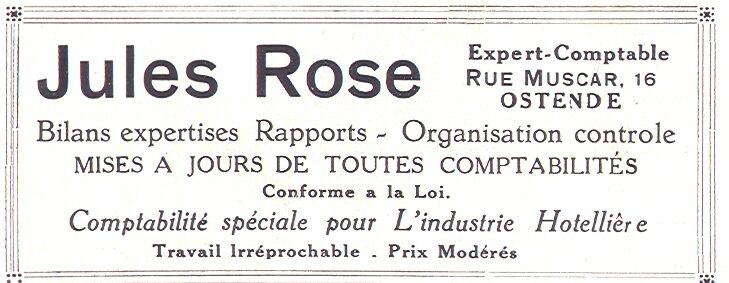 Jules Rose
Expert-Comptable
RUE MUSCAR, 16
OSTENDE
Bilans expertises Rapports - Organisation controle
MISES A JOURS DE TOUTES COMPTABILITÉS
Conforme a la Loi.
Comptabilité spéciale pour L'industrie Hotellière
Travail Irréprochable - Prix Modérés